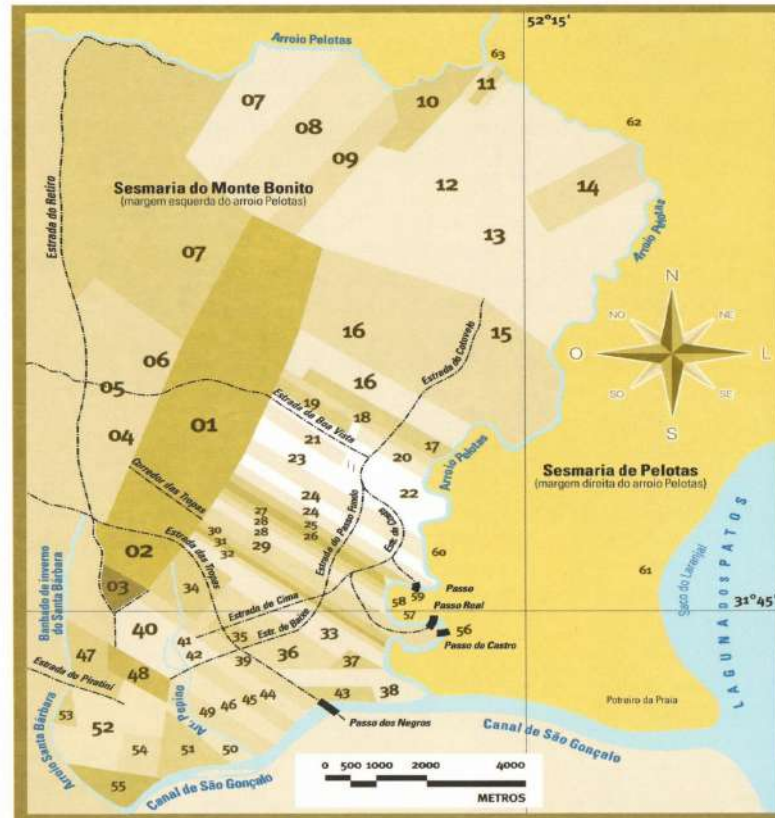 52°15'
Arroio Pelotas
63
07
10
11
08
62
09
12
14
Sesmaria do Monte Bonito
(margem esquerda do arroio Pelotas)
Estrada do Retiro
13
Arroio Pelotas
07
N
NO
NE
O
L
SO
SE
S
16
15
Estrada do Cotovelo
06
16
05
19
18
01
Estrada da Boa Vista
04
21
17
23
20
Arroio Pelotas
Sesmaria de Pelotas
(margem direita do arroio Pelotas)
Corredor das Tropas
22
24
27
24
28
25
30
28
26
31
29
32
Estrada do Passo Fundo
Estr. da Costa
02
Estrada das Tropas
60
61
Saco do Laranjal
LAGUNA DOS PATOS
Banhado de inverno
do Santa Bárbara
03
34
59
Passo
58
Passo Real
31°45'
57
56
Passo do Castro
Estrada de Cima
Estr. de Baixo
40
41
35
33
42
39
36
37
47
48
Estrada do Piratini
43
38
Potreiro da Praia
44
45
46
49
Arr. Pepino
53
52
Passo dos Negros
Canal de São Gonçalo
54
51
50
Arroio Santa Bárbara
55
Canal de São Gonçalo
0 500 1000 2000 4000
METROS